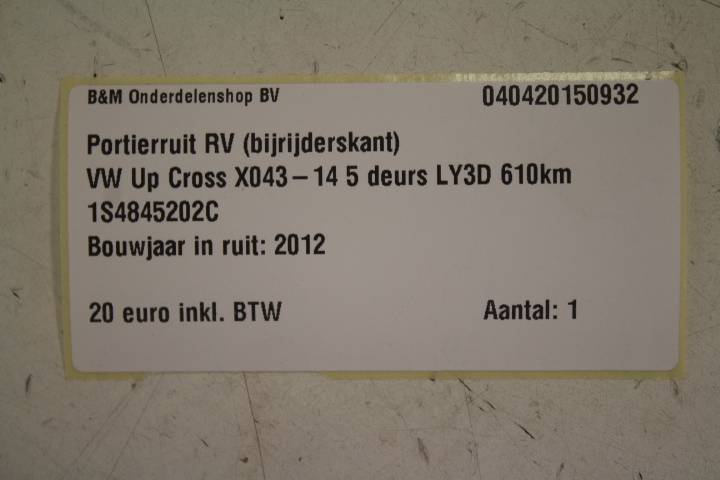 B&M Onderdelenshop BV 040420150932
Portierruit RV (bijrijderskant)
VW Up Cross X043-14 5 deurs LY3D 610km
1S4845202C
Bouwjaar in ruit: 2012
20 euro inkl. BTW Aantal: 1